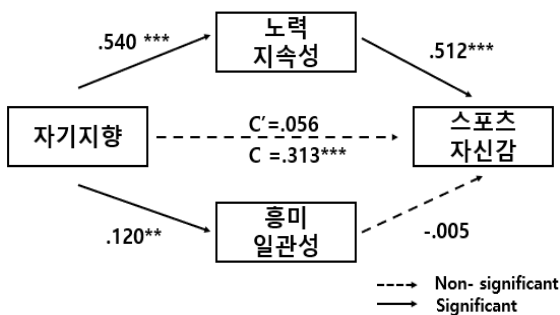 .540 ***
노력
지속성
.512***
자기지향
C'=.056
C =.313***
스포츠
자신감
.120**
흥미
일관성
-.005
Non- significant
Significant